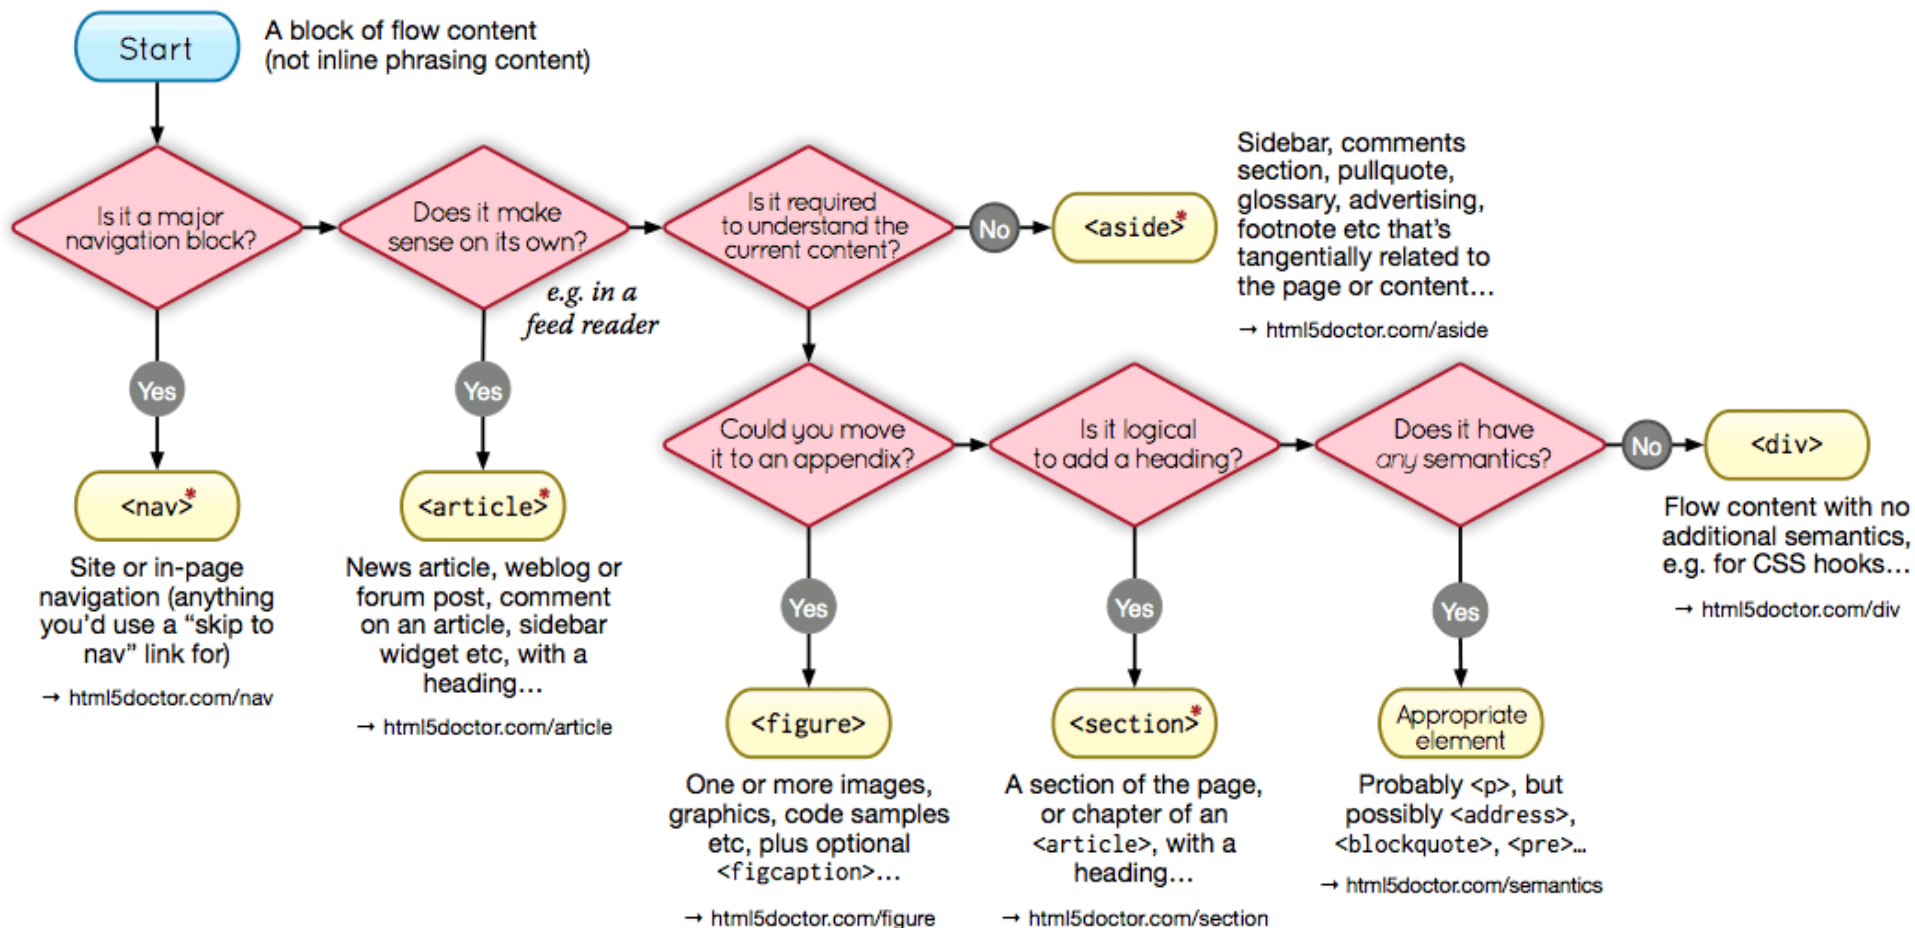 Start
A block of flow content
(not inline phrasing content)
Is it a major
navigation block?
Does it make
sense on its own?
e.g. in a
feed reader
Is it required
to understand the
current content?
No
<aside>*
Sidebar, comments
section, pullquote,
glossary, advertising,
footnote etc that's
tangentially related to
the page or content…
→ html5doctor.com/aside
Yes
<nav>*
Site or in-page
navigation (anything
you'd use a “skip to
nav” link for)
→ html5doctor.com/nav
Yes
<article>*
News article, weblog or
forum post, comment
on an article, sidebar
widget etc, with a
heading…
→ html5doctor.com/article
Could you move
it to an appendix?
Is it logical
to add a heading?
Does it have
any semantics?
No
<div>
Flow content with no
additional semantics,
e.g. for CSS hooks…
→ html5doctor.com/div
Yes
<figure>
One or more images,
graphics, code samples
etc, plus optional
<figcaption>…
→ html5doctor.com/figure
Yes
<section>*
A section of the page,
or chapter of an
<article>, with a
heading…
→ html5doctor.com/section
Yes
Appropriate
element
Probably <p>, but
possibly <address>,
<blockquote>, <pre>…
→ html5doctor.com/semantics